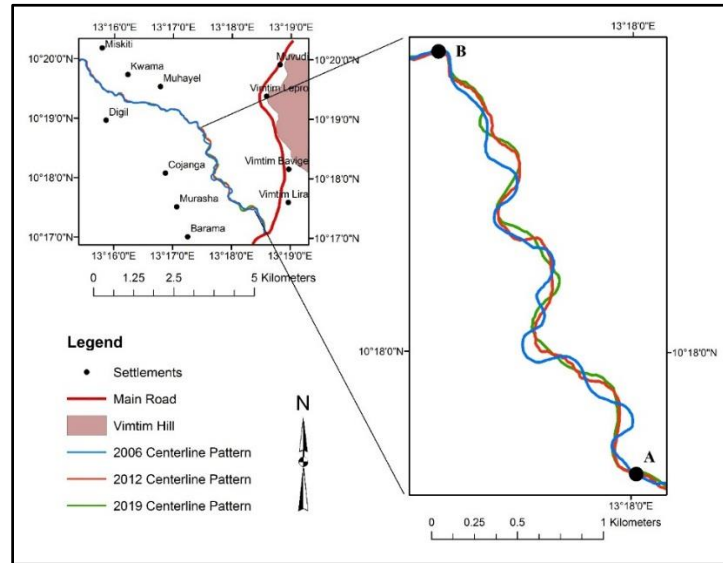 13°16'0"E 13°17'0"E 13°18'0"E 13°19'0"E
Miskiti
10°20'0"N
Kwama
Muhayel
Muvudi
10°20'0"N
Vimtim Lepro
10°19'0"N
Digil
10°19'0"N
Vimtim Bavige
10°18'0"N
Cojanga
10°18'0"N
Murasha
Vimtim Lira
10°17'0"N
Barama
10°17'0"N
13°16'0"E 13°17'0"E 13°18'0"E 13°19'0"E
0 1.25 2.5 5 Kilometers
Legend
Settlements
Main Road
Vimtim Hill
2006 Centerline Pattern
2012 Centerline Pattern
2019 Centerline Pattern
N
13°18'0"E
B
10°18'0"N
10°18'0"N
A
13°18'0"E
0 0.25 0.5 1 Kilometers